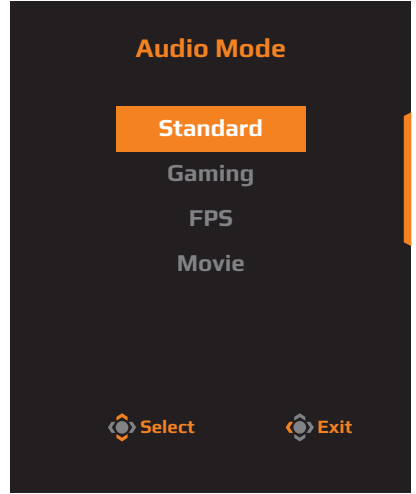 Audio Mode
Standard
Gaming
FPS
Movie
Select Exit